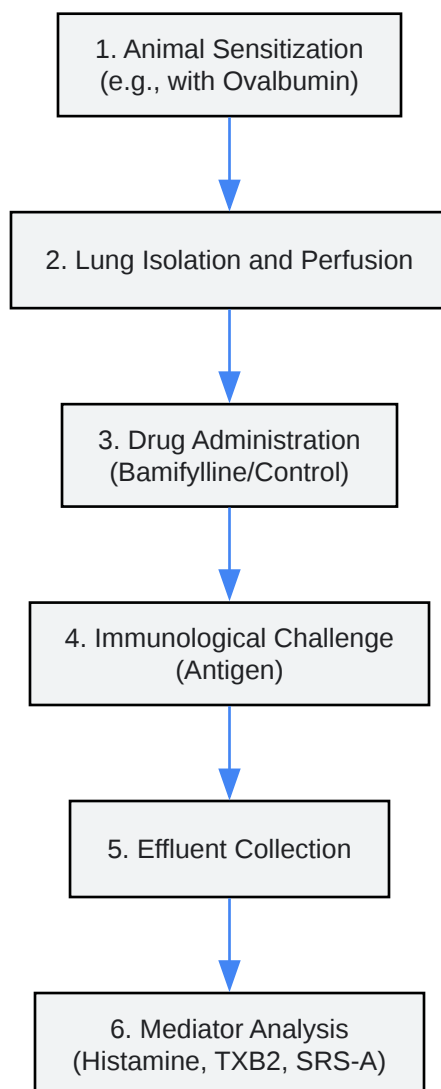 1. Animal Sensitization
(e.g., with Ovalbumin)
2. Lung Isolation and Perfusion
3. Drug Administration
(Bamifylline/Control)
4. Immunological Challenge
(Antigen)
5. Effluent Collection
6. Mediator Analysis
(Histamine, TXB2, SRS-A)